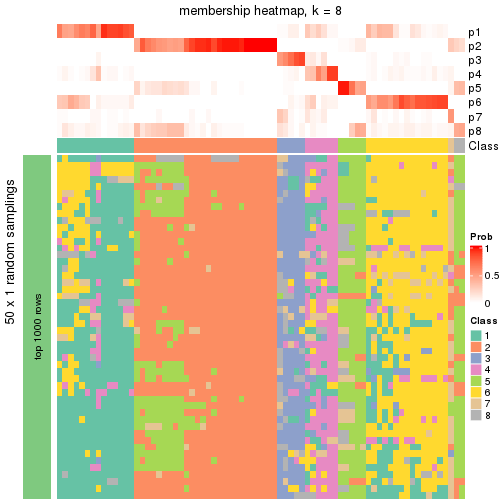 membership heatmap, k = 8
p1
p2
p3
p4
p5
p6
p7
p8
Class
50 x 1 random samplings
top 1000 rows
Prob
1
0.5
0
Class
1
2
3
4
5
6
7
8